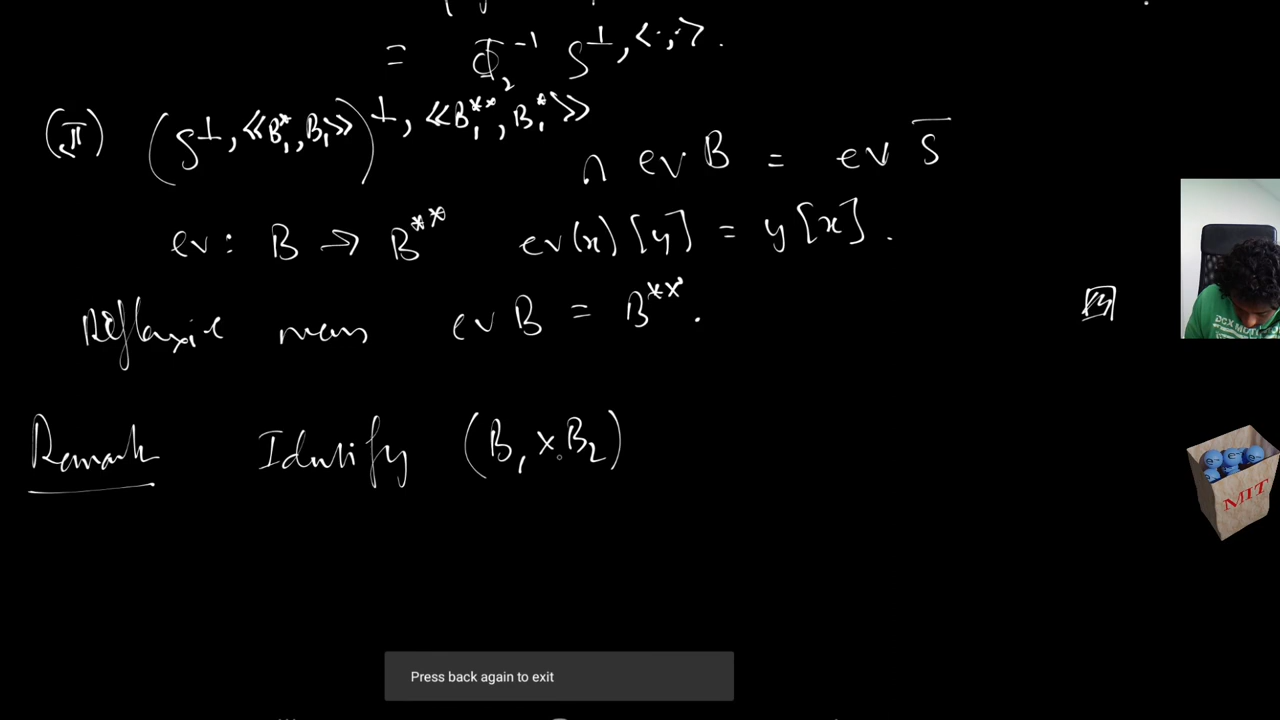 = Φ₂⁻¹ S^{⊥,<·,·>}.
(II) (S^{⊥,≪B₁*,B₁≫})^{⊥,≪B₁**,B₁*≫} ∩ ev B = ev S̅
ev: B → B** ev(x)[y] = y[x].
Reflexive means ev B = B**.
Remark Identify (B₁ × B₂)
MIT
Press back again to exit